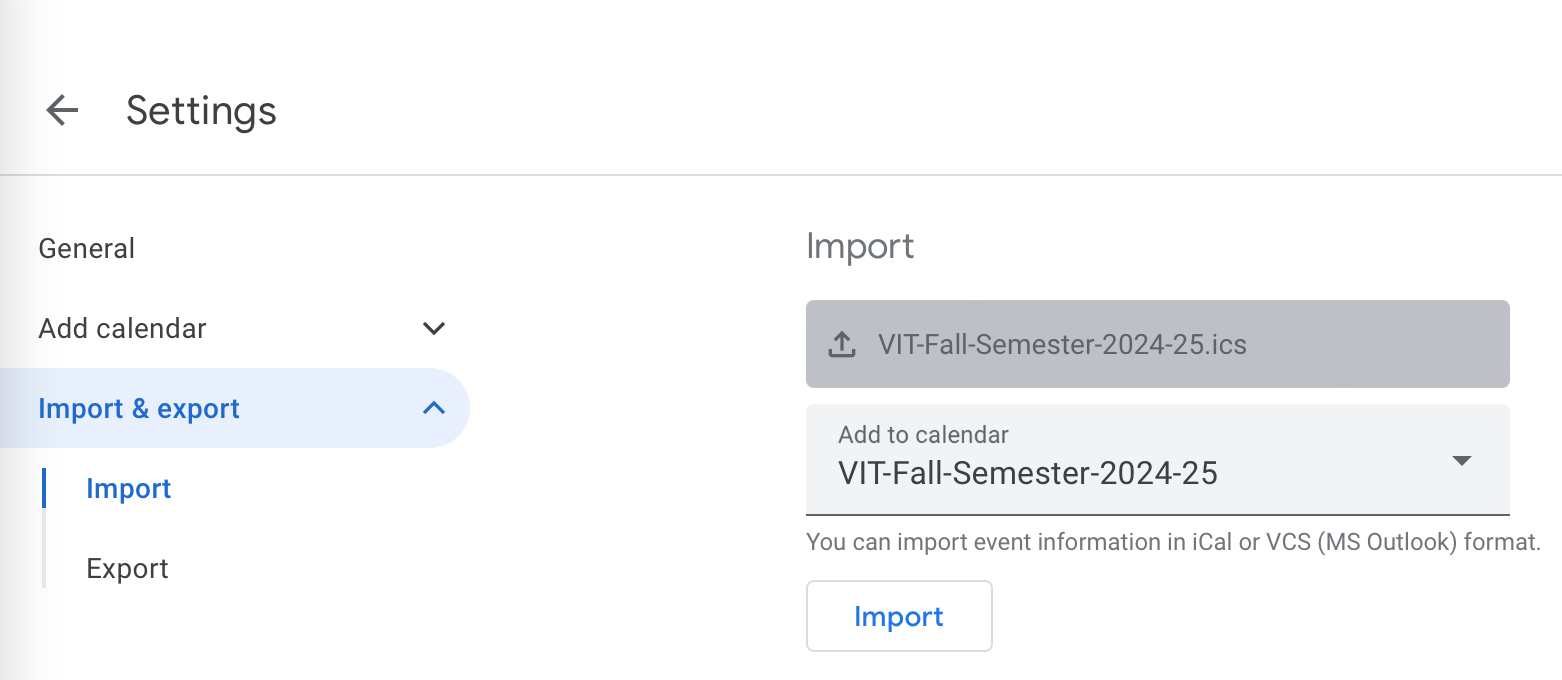 Settings
General
Add calendar
Import & export
Import
Export
Import
VIT-Fall-Semester-2024-25.ics
Add to calendar
VIT-Fall-Semester-2024-25
You can import event information in iCal or VCS (MS Outlook) format.
Import